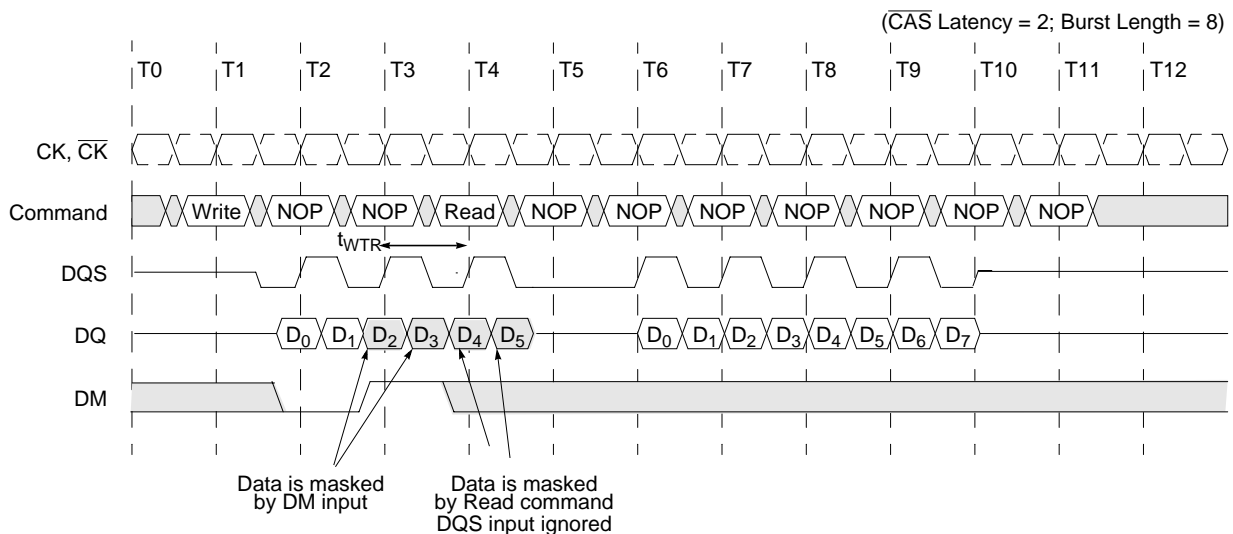 (C̅A̅S̅ Latency = 2; Burst Length = 8)
T0 T1 T2 T3 T4 T5 T6 T7 T8 T9 T10 T11 T12
CK, C̅K̅
Command Write NOP NOP Read NOP NOP NOP NOP NOP NOP NOP
tWTR
DQS
DQ D0 D1 D2 D3 D4 D5 D0 D1 D2 D3 D4 D5 D6 D7
DM
Data is masked
by DM input
Data is masked
by Read command
DQS input ignored